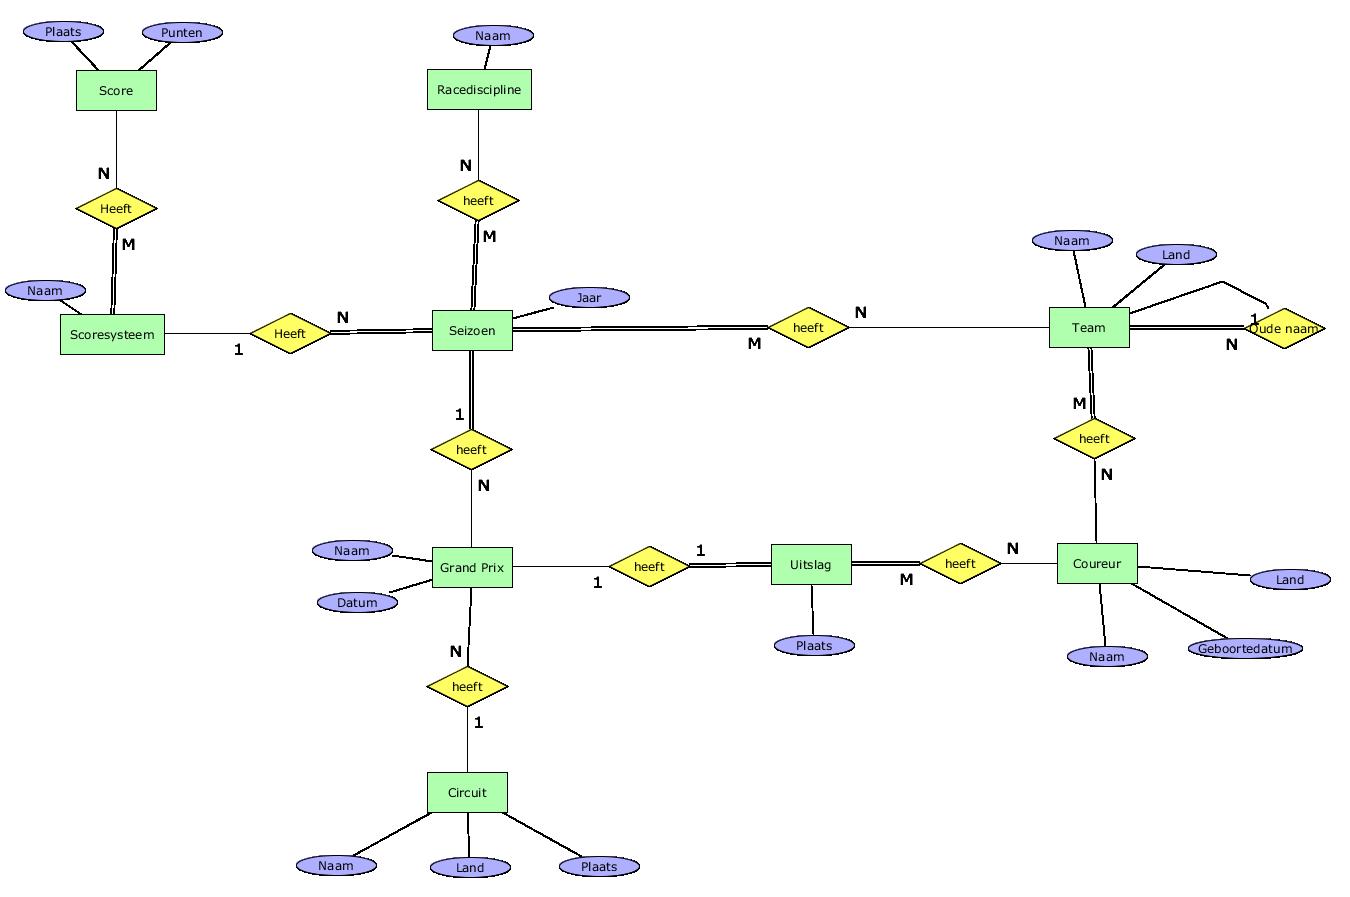 Plaats
Punten
Naam
Score
Racediscipline
N
N
Heeft
heeft
M
M
Naam
Land
Naam
Jaar
Scoresysteem
1
Heeft
N
Seizoen
M
heeft
N
Team
1
Oude naam
N
1
heeft
N
M
heeft
N
Naam
Datum
Grand Prix
1
heeft
1
Uitslag
M
heeft
N
Coureur
Land
Plaats
Naam
Geboortedatum
N
heeft
1
Circuit
Naam
Land
Plaats